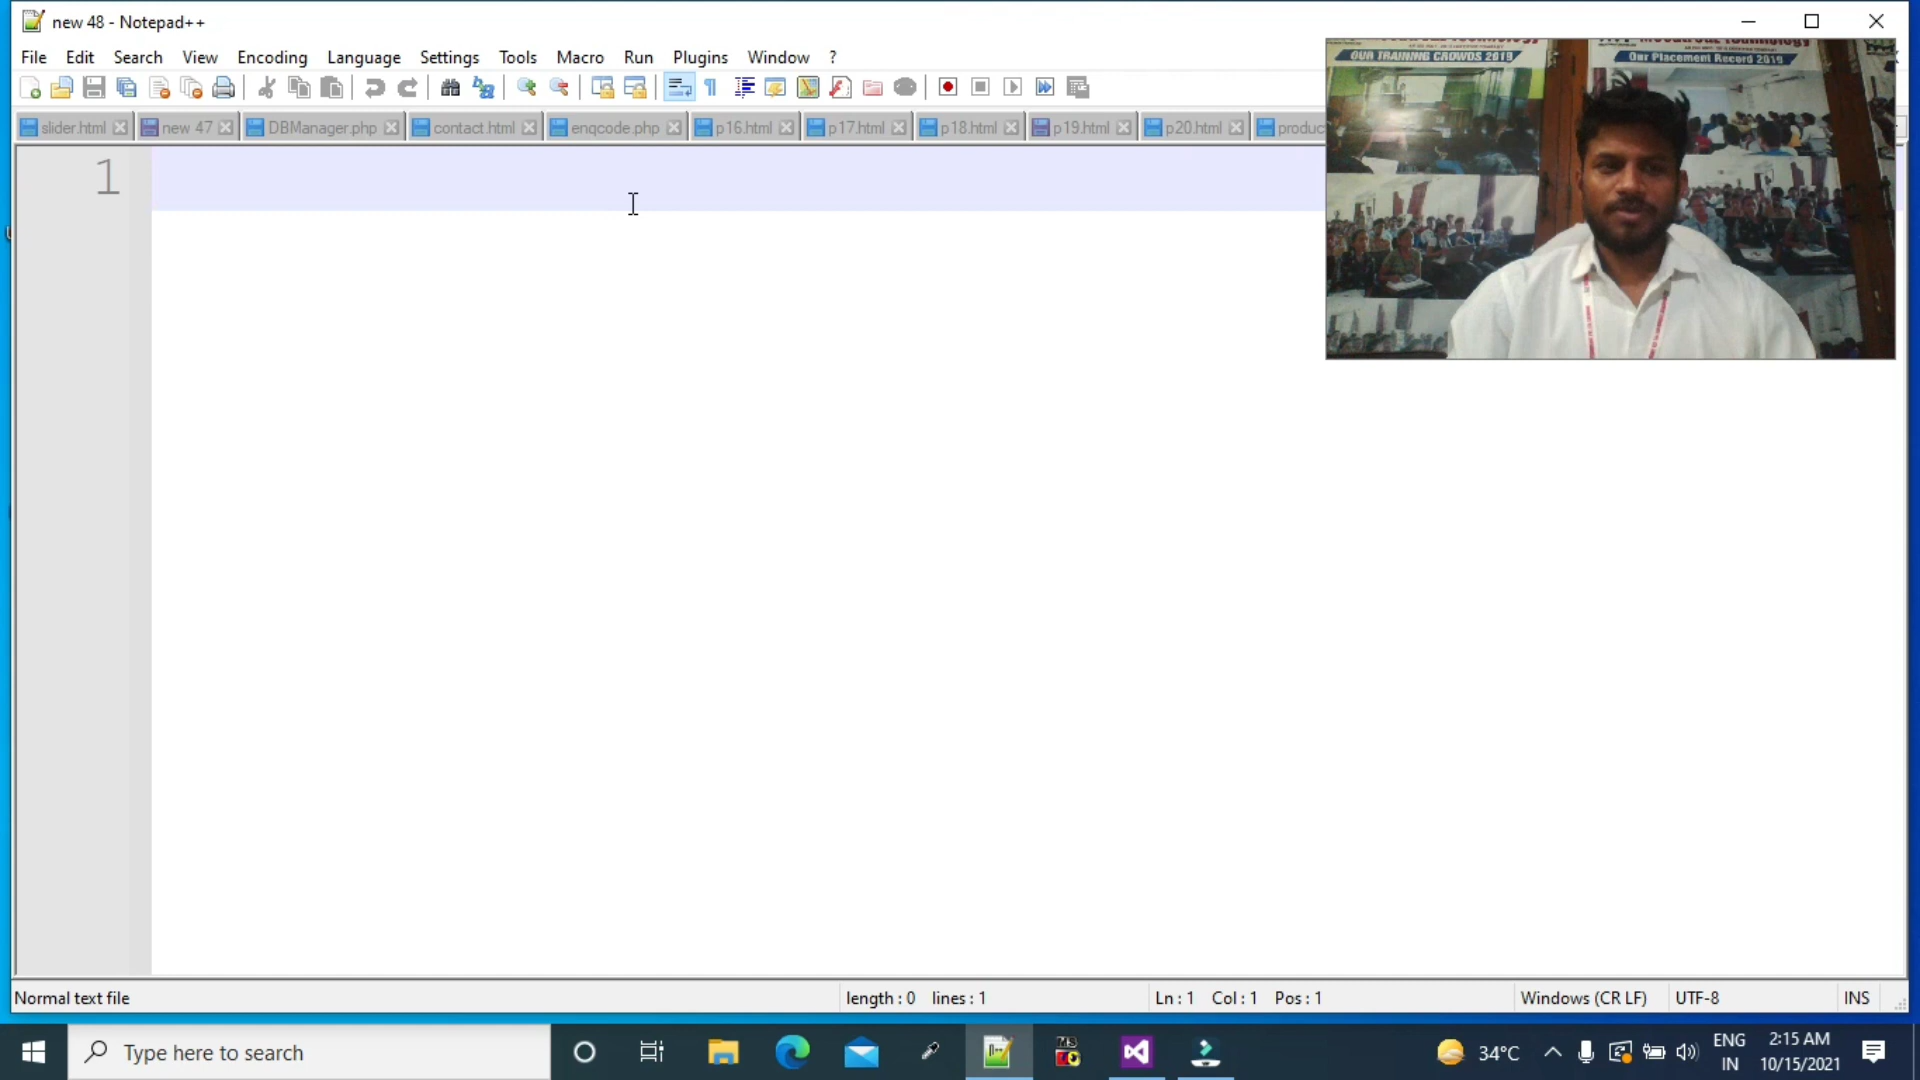 new 48 - Notepad++
File Edit Search View Encoding Language Settings Tools Macro Run Plugins Window ?
slider.html new 47 DBManager.php contact.html enqcode.php p16.html p17.html p18.html p19.html p20.html produc
OUR TRAINING CROWDS 2019
Our Placement Record 2019
1
Normal text file length : 0 lines : 1 Ln : 1 Col : 1 Pos : 1 Windows (CR LF) UTF-8 INS
Type here to search
34°C
ENG
IN
2:15 AM
10/15/2021